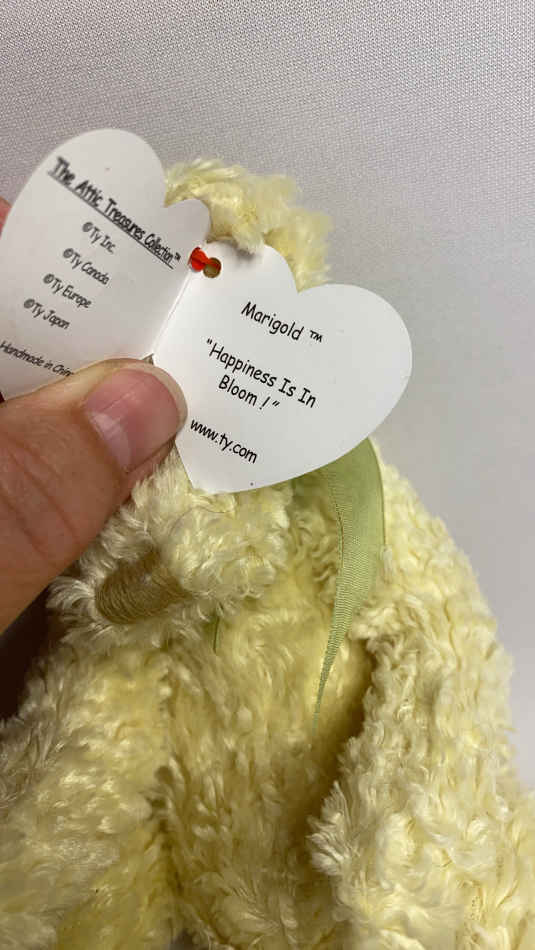 The Attic Treasures Collection™
©Ty Inc.
©Ty Canada
©Ty Europe
©Ty Japan
Handmade in
Marigold ™
"Happiness Is In
Bloom ! "
www.ty.com